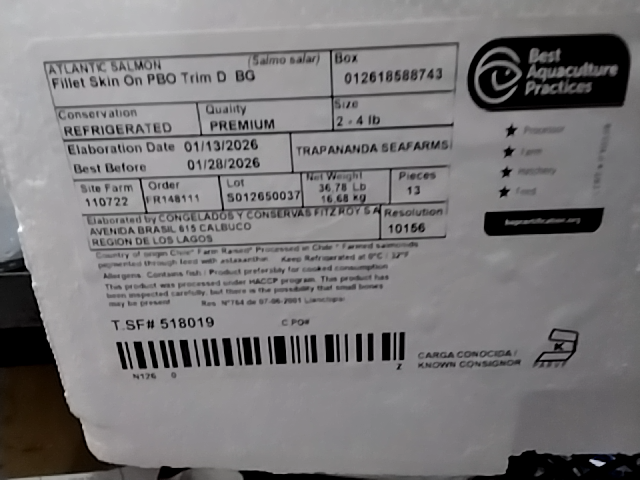 ATLANTIC SALMON (Salmo salar)
Fillet Skin On PBO Trim D BG
Box
012618588743
Conservation
REFRIGERATED
Quality
PREMIUM
Size
2 - 4 lb
Elaboration Date 01/13/2026
Best Before 01/28/2026
TRAPANANDA SEAFARMS
Site Farm
110722
Order
FR148111
Lot
5012650037
Net Weight
36,78 Lb
16,68 Kg
Pieces
13
Elaborated by CONGELADOS Y CONSERVAS FITZ ROY S.A
AVENIDA BRASIL 615 CALBUCO
REGION DE LOS LAGOS
Resolution
10156
Country of origin Chile Farm Raised Processed in Chile Farmed salmonids
pigmented through feed with astaxanthin Keep Refrigerated at 0°C / 32°F
Allergens: Contains fish / Product preferably for cooked consumption
This product was processed under HACCP program. This product has
been inspected carefully, but there is the possibility that small bones
may be present Res. N°764 de 07-06-2001
T.SF# 518019 C.PO#
N126 0 Z
CARGA CONOCIDA /
KNOWN CONSIGNOR
K
Best
Aquaculture
Practices
Processor
Farm
Hatchery
Feed
bapcertification.org